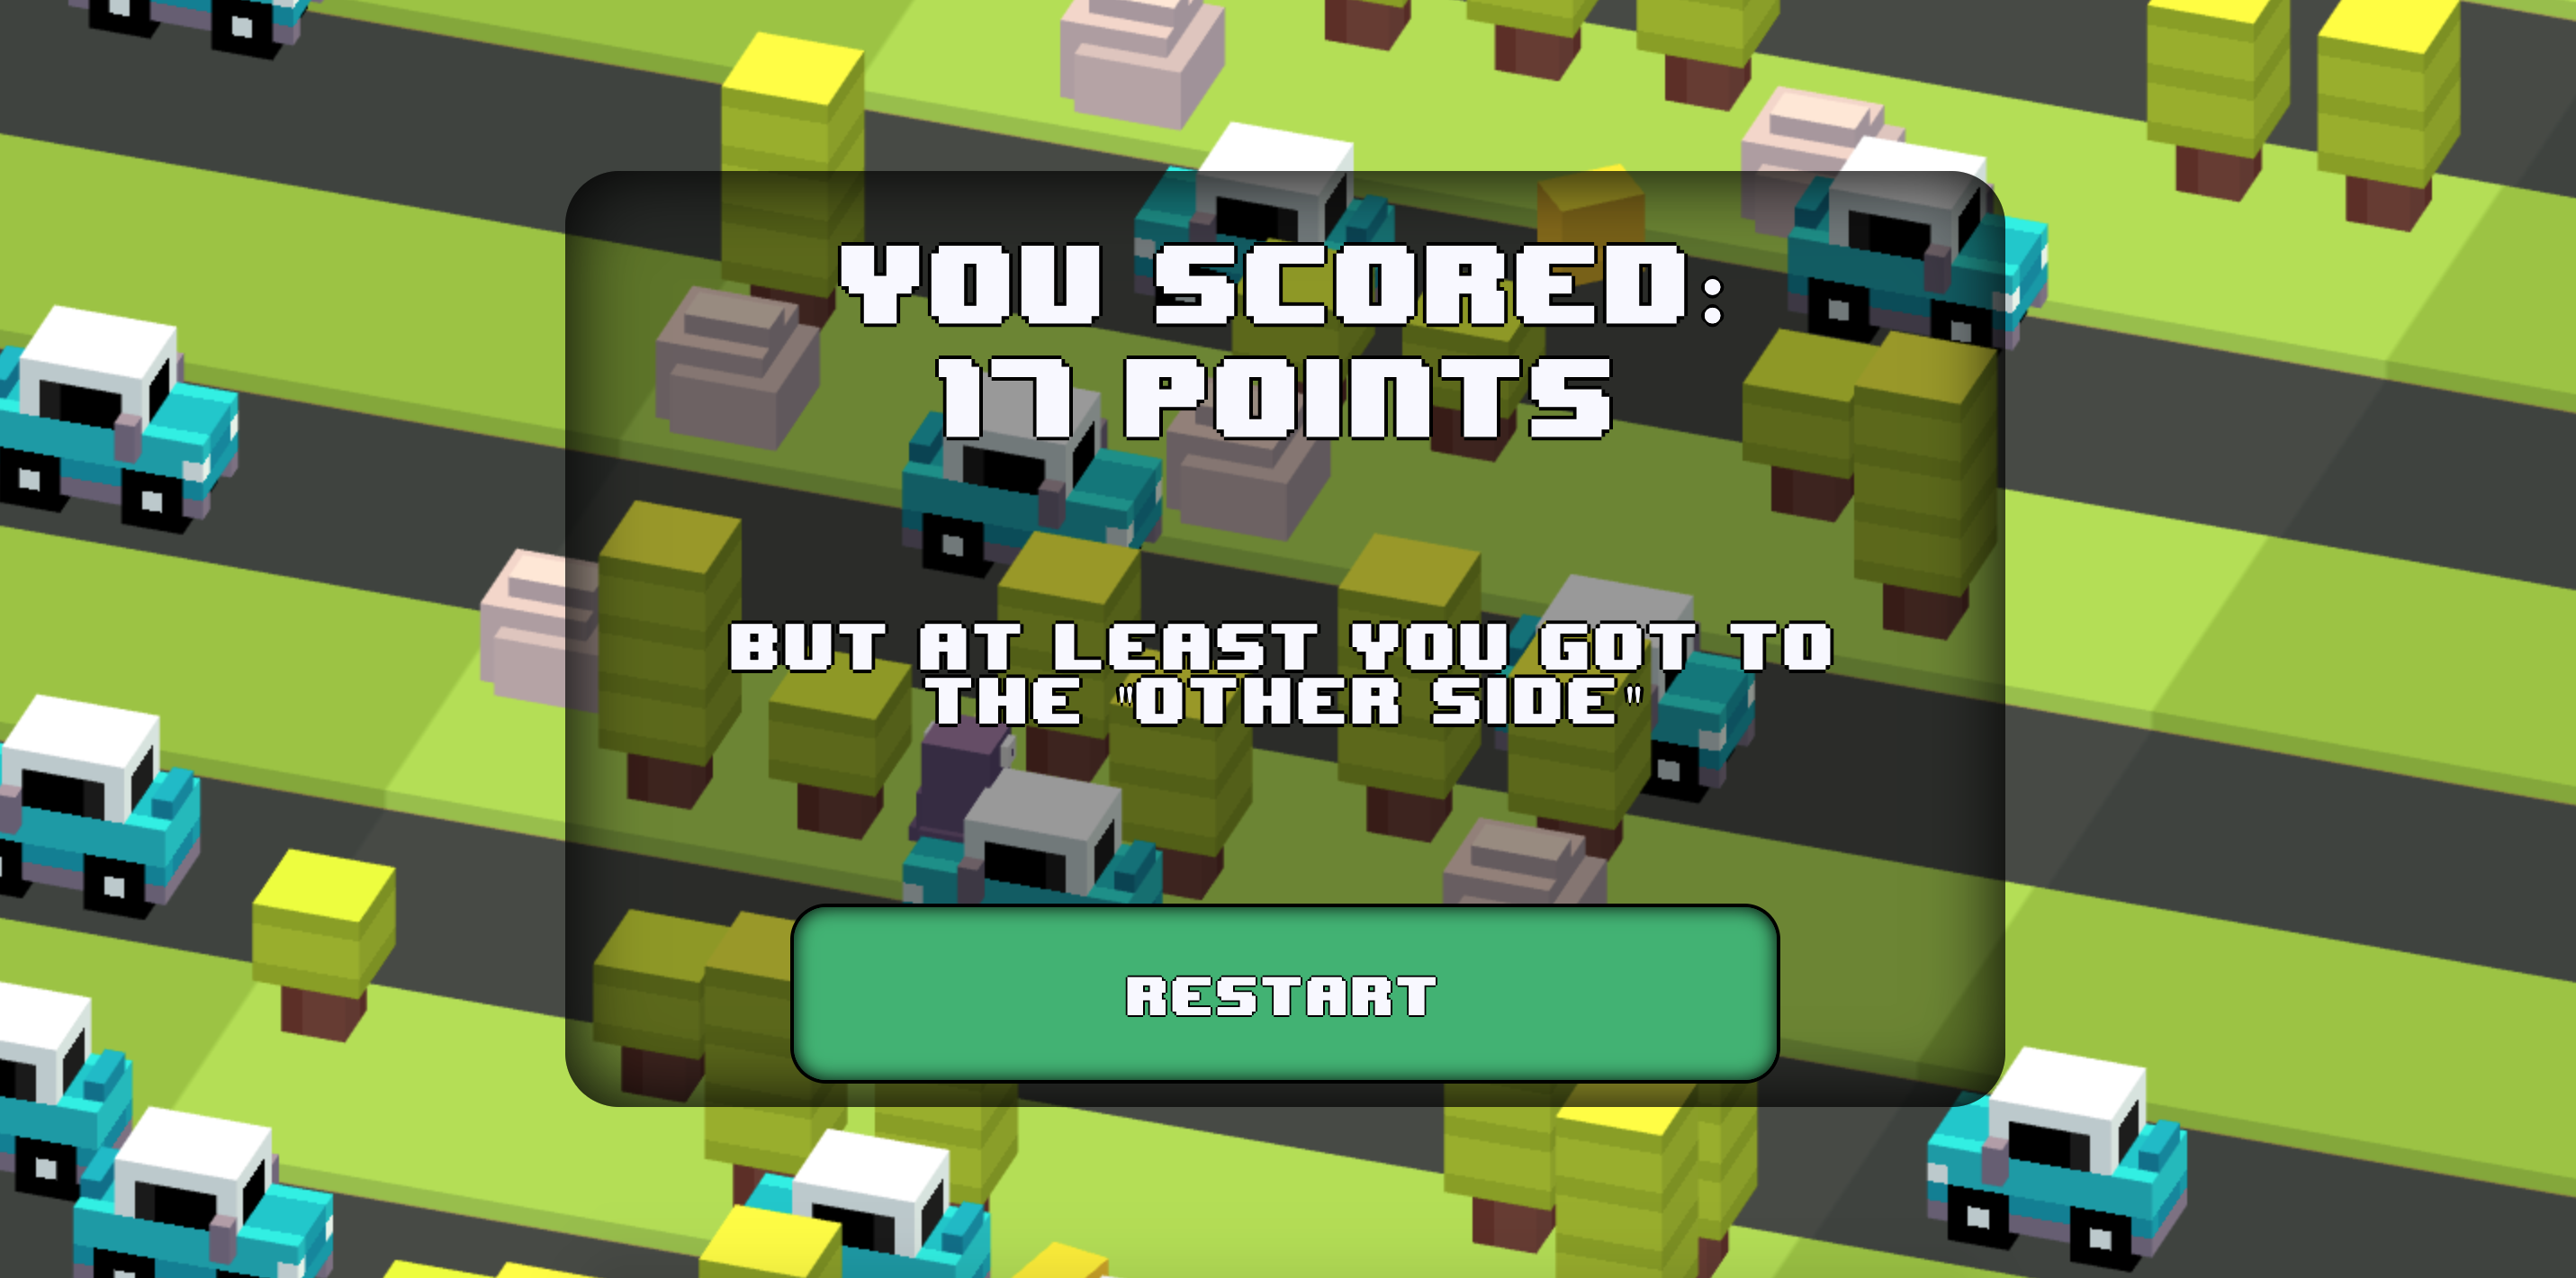 YOU SCORED:
17 POINTS
BUT AT LEAST YOU GOT TO
THE "OTHER SIDE"
RESTART